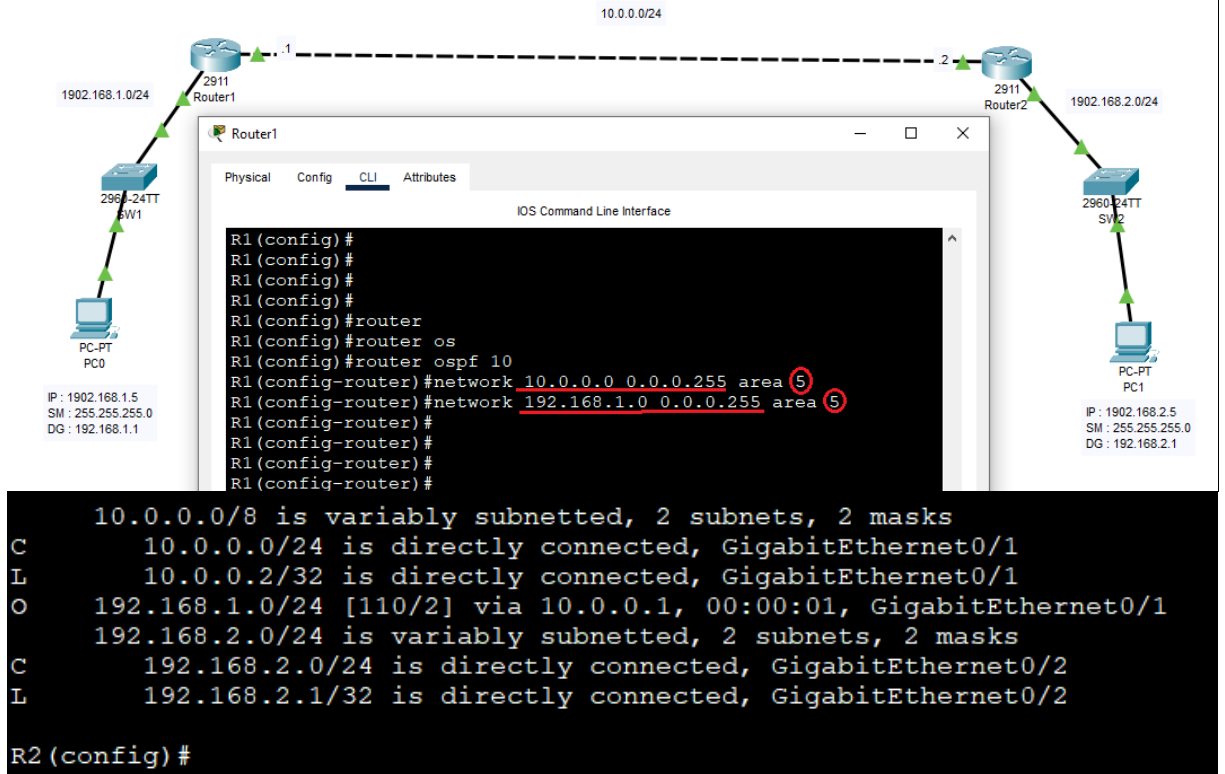 10.0.0.0/24
.1
.2
2911
Router1
2911
Router2
1902.168.1.0/24
1902.168.2.0/24
2960-24TT
SW1
2960-24TT
SW2
PC-PT
PC0
PC-PT
PC1
IP : 1902.168.1.5
SM : 255.255.255.0
DG : 192.168.1.1
IP : 1902.168.2.5
SM : 255.255.255.0
DG : 192.168.2.1
Router1
Physical Config CLI Attributes
IOS Command Line Interface
R1(config)#
R1(config)#
R1(config)#
R1(config)#
R1(config)#router
R1(config)#router os
R1(config)#router ospf 10
R1(config-router)#network 10.0.0.0 0.0.0.255 area 5
R1(config-router)#network 192.168.1.0 0.0.0.255 area 5
R1(config-router)#
R1(config-router)#
R1(config-router)#
R1(config-router)#
10.0.0.0/8 is variably subnetted, 2 subnets, 2 masks
C 10.0.0.0/24 is directly connected, GigabitEthernet0/1
L 10.0.0.2/32 is directly connected, GigabitEthernet0/1
O 192.168.1.0/24 [110/2] via 10.0.0.1, 00:00:01, GigabitEthernet0/1
192.168.2.0/24 is variably subnetted, 2 subnets, 2 masks
C 192.168.2.0/24 is directly connected, GigabitEthernet0/2
L 192.168.2.1/32 is directly connected, GigabitEthernet0/2
R2(config)#